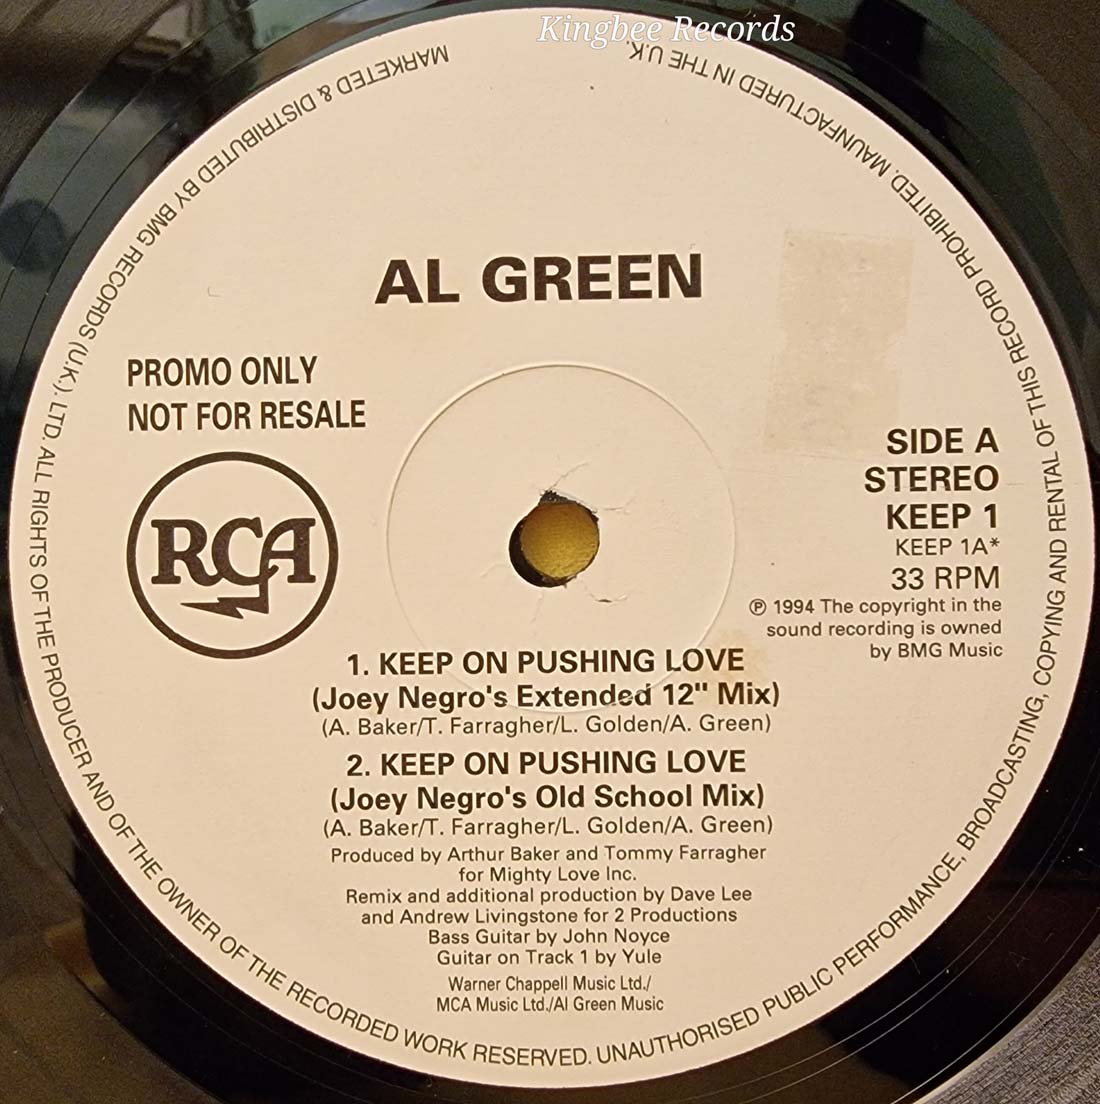 Kingbee Records
MARKETED & DISTRIBUTED BY BMG RECORDS (U.K.). LTD. ALL RIGHTS OF THE PRODUCER AND OF THE OWNER OF THE RECORDED WORK RESERVED. UNAUTHORISED PUBLIC PERFORMANCE, BROADCASTING, COPYING AND RENTAL OF THIS RECORD PROHIBITED. MAUNFACTURED IN THE U.K.
AL GREEN
PROMO ONLY
NOT FOR RESALE
RCA
SIDE A
STEREO
KEEP 1
KEEP 1A*
33 RPM
℗ 1994 The copyright in the
sound recording is owned
by BMG Music
1. KEEP ON PUSHING LOVE
(Joey Negro's Extended 12" Mix)
(A. Baker/T. Farragher/L. Golden/A. Green)
2. KEEP ON PUSHING LOVE
(Joey Negro's Old School Mix)
(A. Baker/T. Farragher/L. Golden/A. Green)
Produced by Arthur Baker and Tommy Farragher
for Mighty Love Inc.
Remix and additional production by Dave Lee
and Andrew Livingstone for 2 Productions
Bass Guitar by John Noyce
Guitar on Track 1 by Yule
Warner Chappell Music Ltd./
MCA Music Ltd./Al Green Music